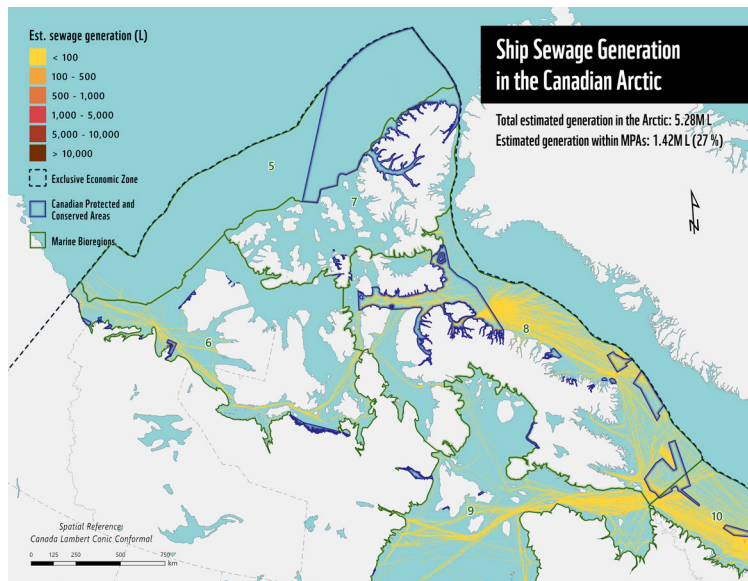 Est. sewage generation (L)
< 100
100 - 500
500 - 1,000
1,000 - 5,000
5,000 - 10,000
> 10,000
Exclusive Economic Zone
Canadian Protected and
Conserved Areas
Marine Bioregions
Ship Sewage Generation
in the Canadian Arctic
Total estimated generation in the Arctic: 5.28M L
Estimated generation within MPAs: 1.42M L (27 %)
N
5
7
6
8
9
10
Spatial Reference
Canada Lambert Conic Conformal
0 125 250 500 750
km